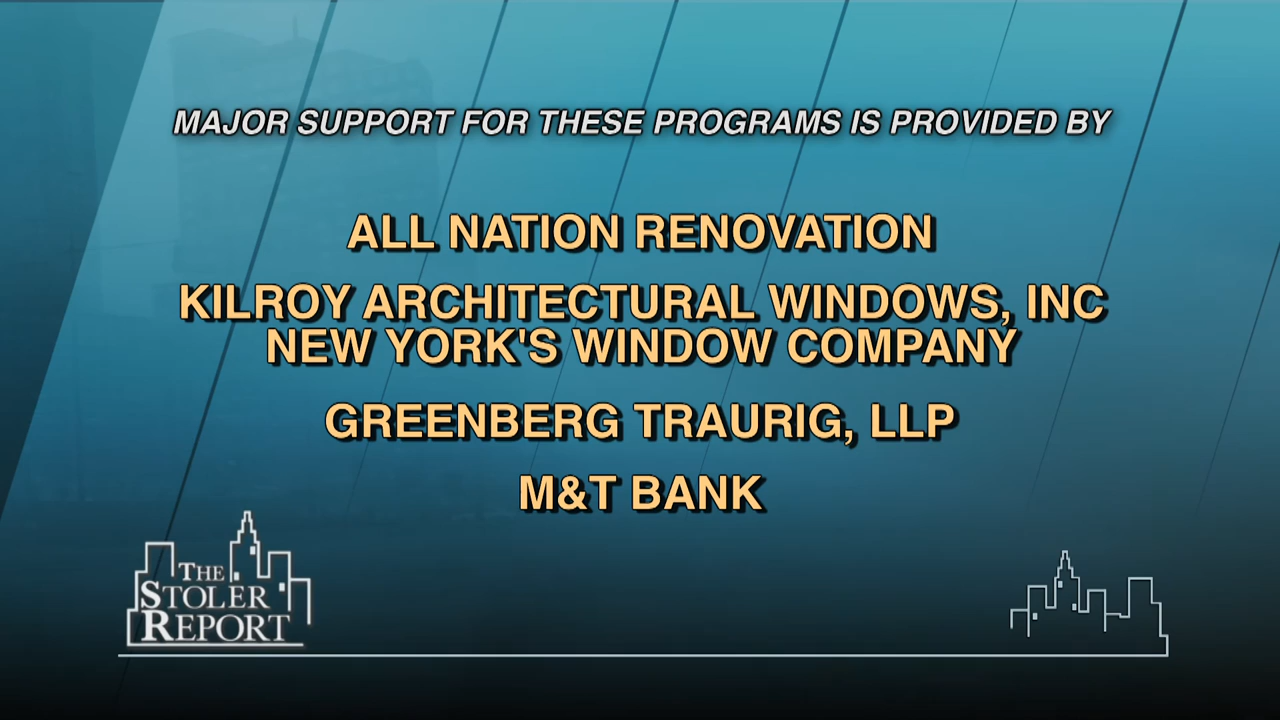 MAJOR SUPPORT FOR THESE PROGRAMS IS PROVIDED BY
ALL NATION RENOVATION
KILROY ARCHITECTURAL WINDOWS, INC
NEW YORK'S WINDOW COMPANY
GREENBERG TRAURIG, LLP
M&T BANK
THE
STOLER
REPORT